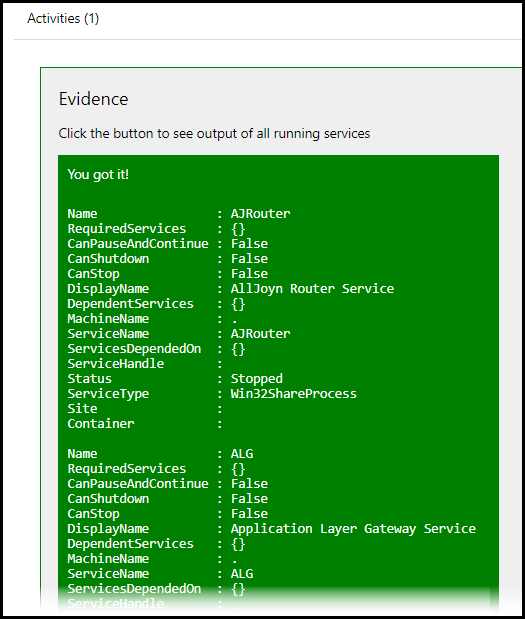 Activities (1)
Evidence
Click the button to see output of all running services
You got it!
Name : AJRouter
RequiredServices : {}
CanPauseAndContinue : False
CanShutdown : False
CanStop : False
DisplayName : AllJoyn Router Service
DependentServices : {}
MachineName : .
ServiceName : AJRouter
ServicesDependedOn : {}
ServiceHandle :
Status : Stopped
ServiceType : Win32ShareProcess
Site :
Container :
Name : ALG
RequiredServices : {}
CanPauseAndContinue : False
CanShutdown : False
CanStop : False
DisplayName : Application Layer Gateway Service
DependentServices : {}
MachineName : .
ServiceName : ALG
ServicesDependedOn : {}
ServiceHandle :